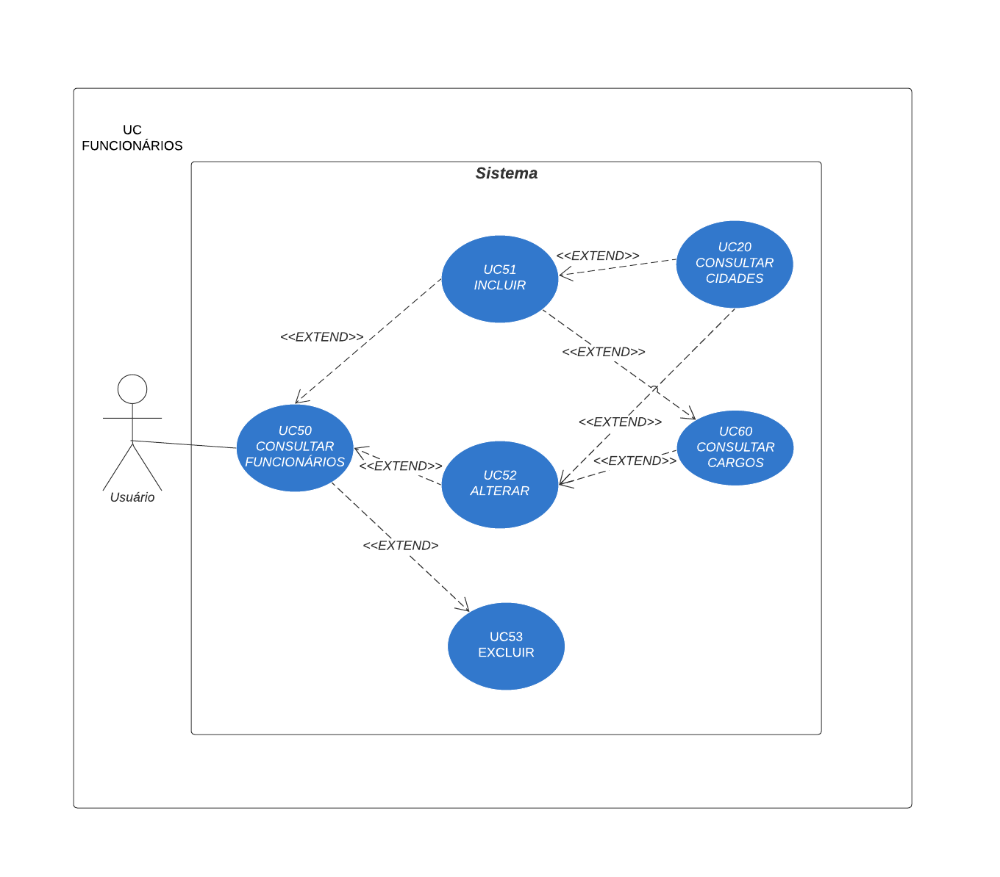 UC
FUNCIONÁRIOS
Sistema
UC51
INCLUIR
<<EXTEND>>
UC20
CONSULTAR
CIDADES
<<EXTEND>>
<<EXTEND>>
<<EXTEND>>
UC50
CONSULTAR
FUNCIONÁRIOS
<<EXTEND>>
UC52
ALTERAR
<<EXTEND>>
UC60
CONSULTAR
CARGOS
Usuário
<<EXTEND>
UC53
EXCLUIR